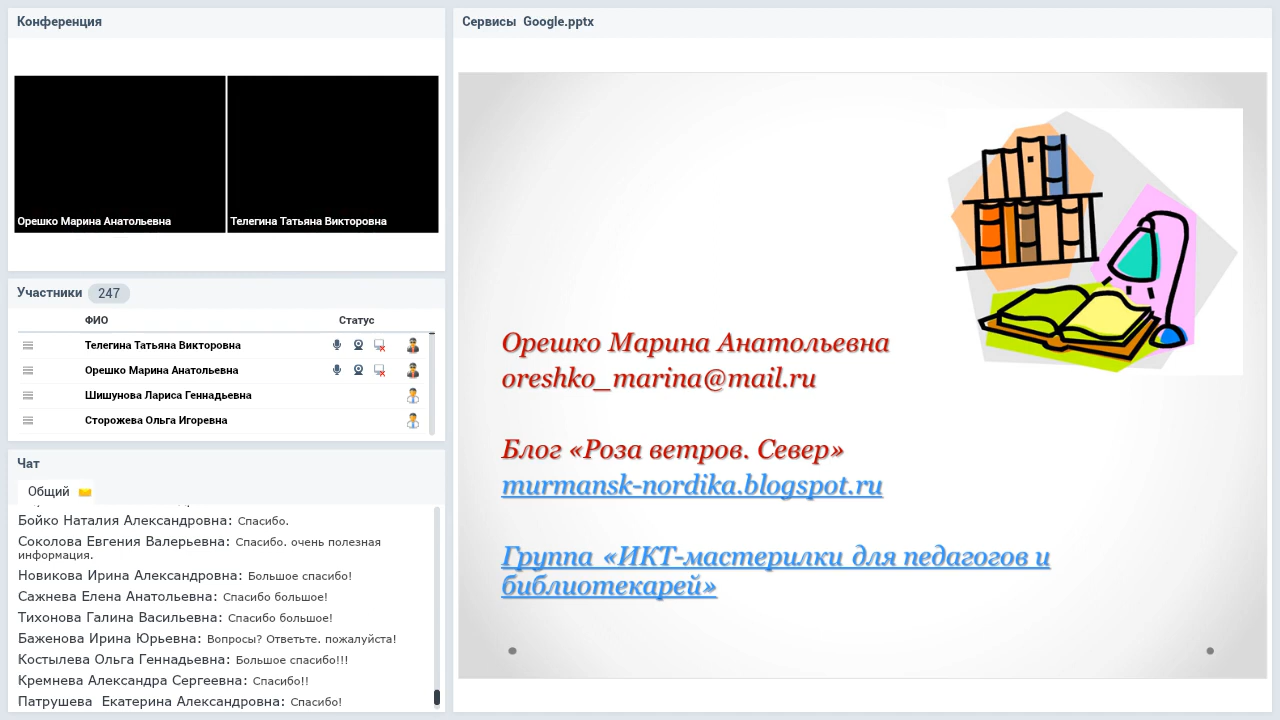 Конференция
Орешко Марина Анатольевна
Телегина Татьяна Викторовна
Участники 247
ФИО Статус
Телегина Татьяна Викторовна
Орешко Марина Анатольевна
Шишунова Лариса Геннадьевна
Сторожева Ольга Игоревна
Чат
Общий
Бойко Наталия Александровна: Спасибо.
Соколова Евгения Валерьевна: Спасибо. очень полезная
информация.
Новикова Ирина Александровна: Большое спасибо!
Сажнева Елена Анатольевна: Спасибо большое!
Тихонова Галина Васильевна: Спасибо большое!
Баженова Ирина Юрьевна: Вопросы? Ответьте. пожалуйста!
Костылева Ольга Геннадьевна: Большое спасибо!!!
Кремнева Александра Сергеевна: Спасибо!!
Патрушева  Екатерина Александровна: Спасибо!
Сервисы  Google.pptx
Орешко Марина Анатольевна
oreshko_marina@mail.ru
Блог «Роза ветров. Север»
murmansk-nordika.blogspot.ru
Группа «ИКТ-мастерилки для педагогов и
библиотекарей»